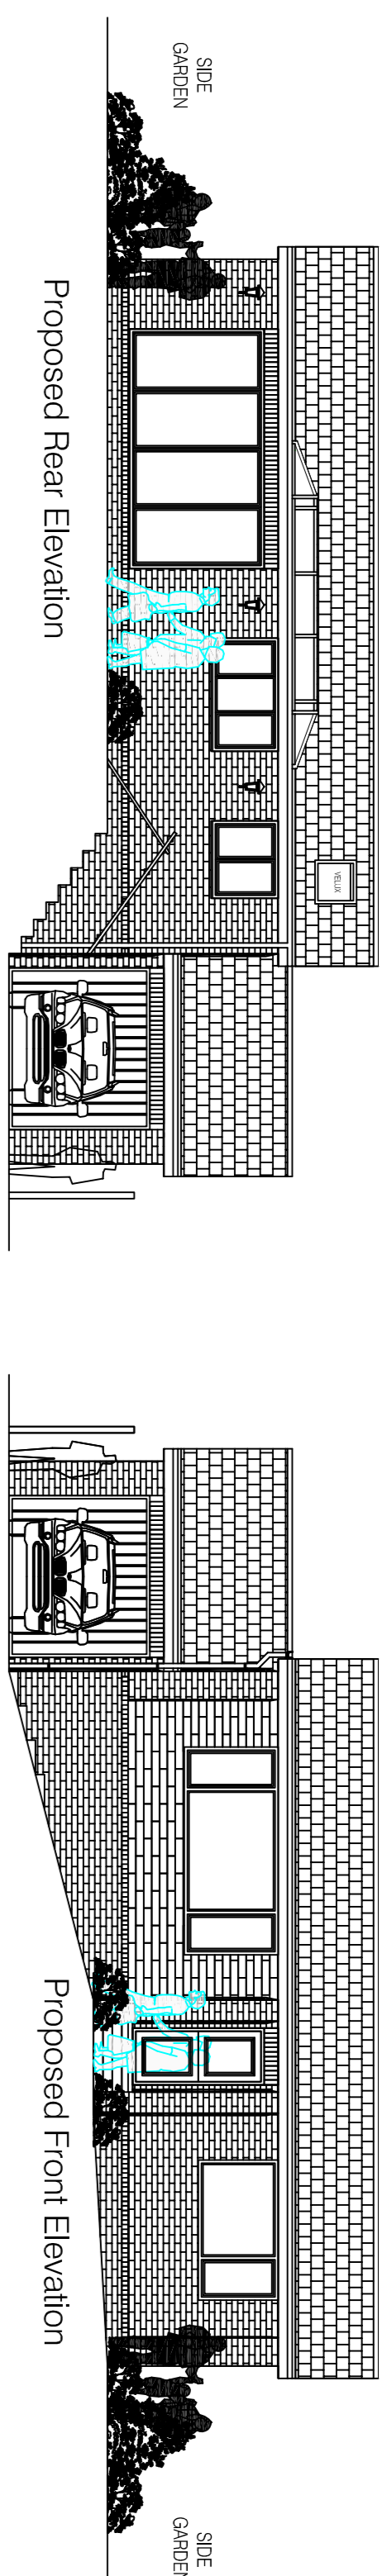 SIDE
GARDEN
VELUX
Proposed Rear Elevation
Proposed Front Elevation
SIDE
GARDEN